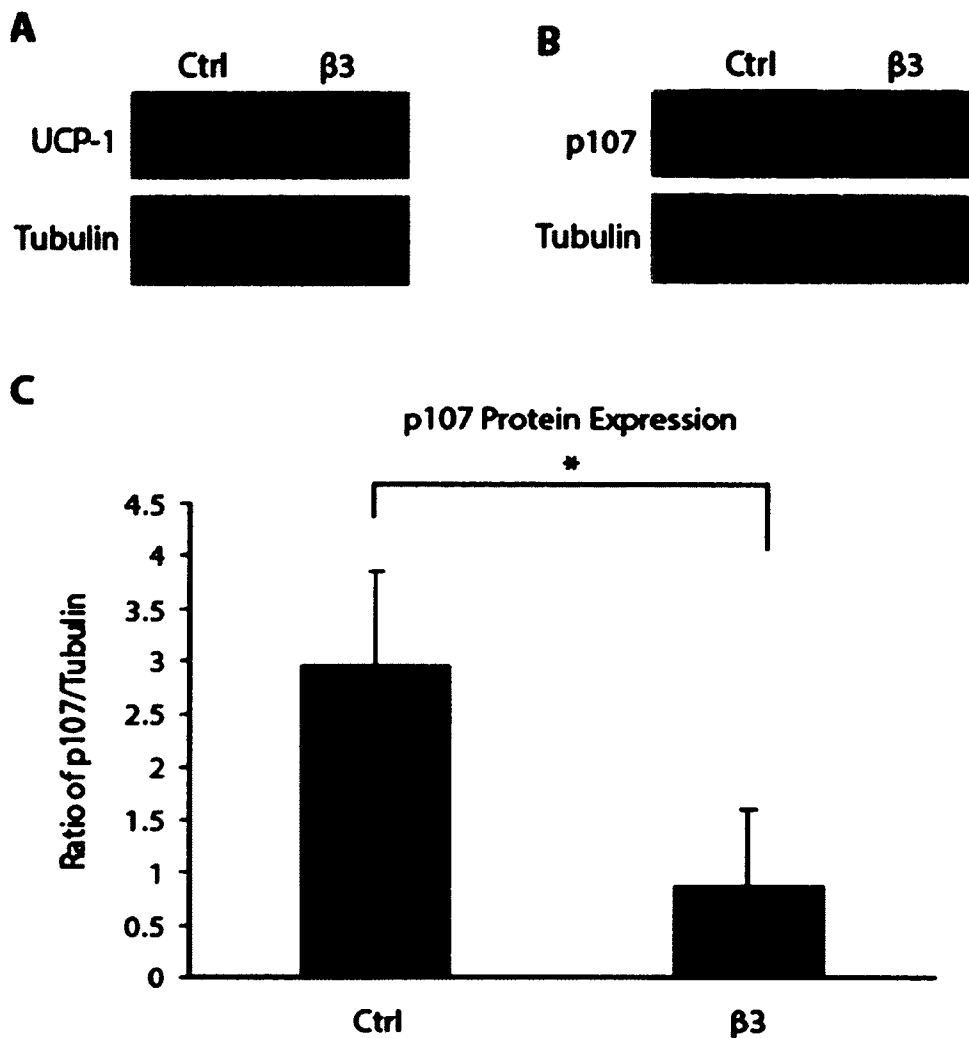 A
Ctrl β3
UCP-1
Tubulin
B
Ctrl β3
p107
Tubulin
C
p107 Protein Expression
*
Ratio of p107/Tubulin
4.5
4
3.5
3
2.5
2
1.5
1
0.5
0
Ctrl β3